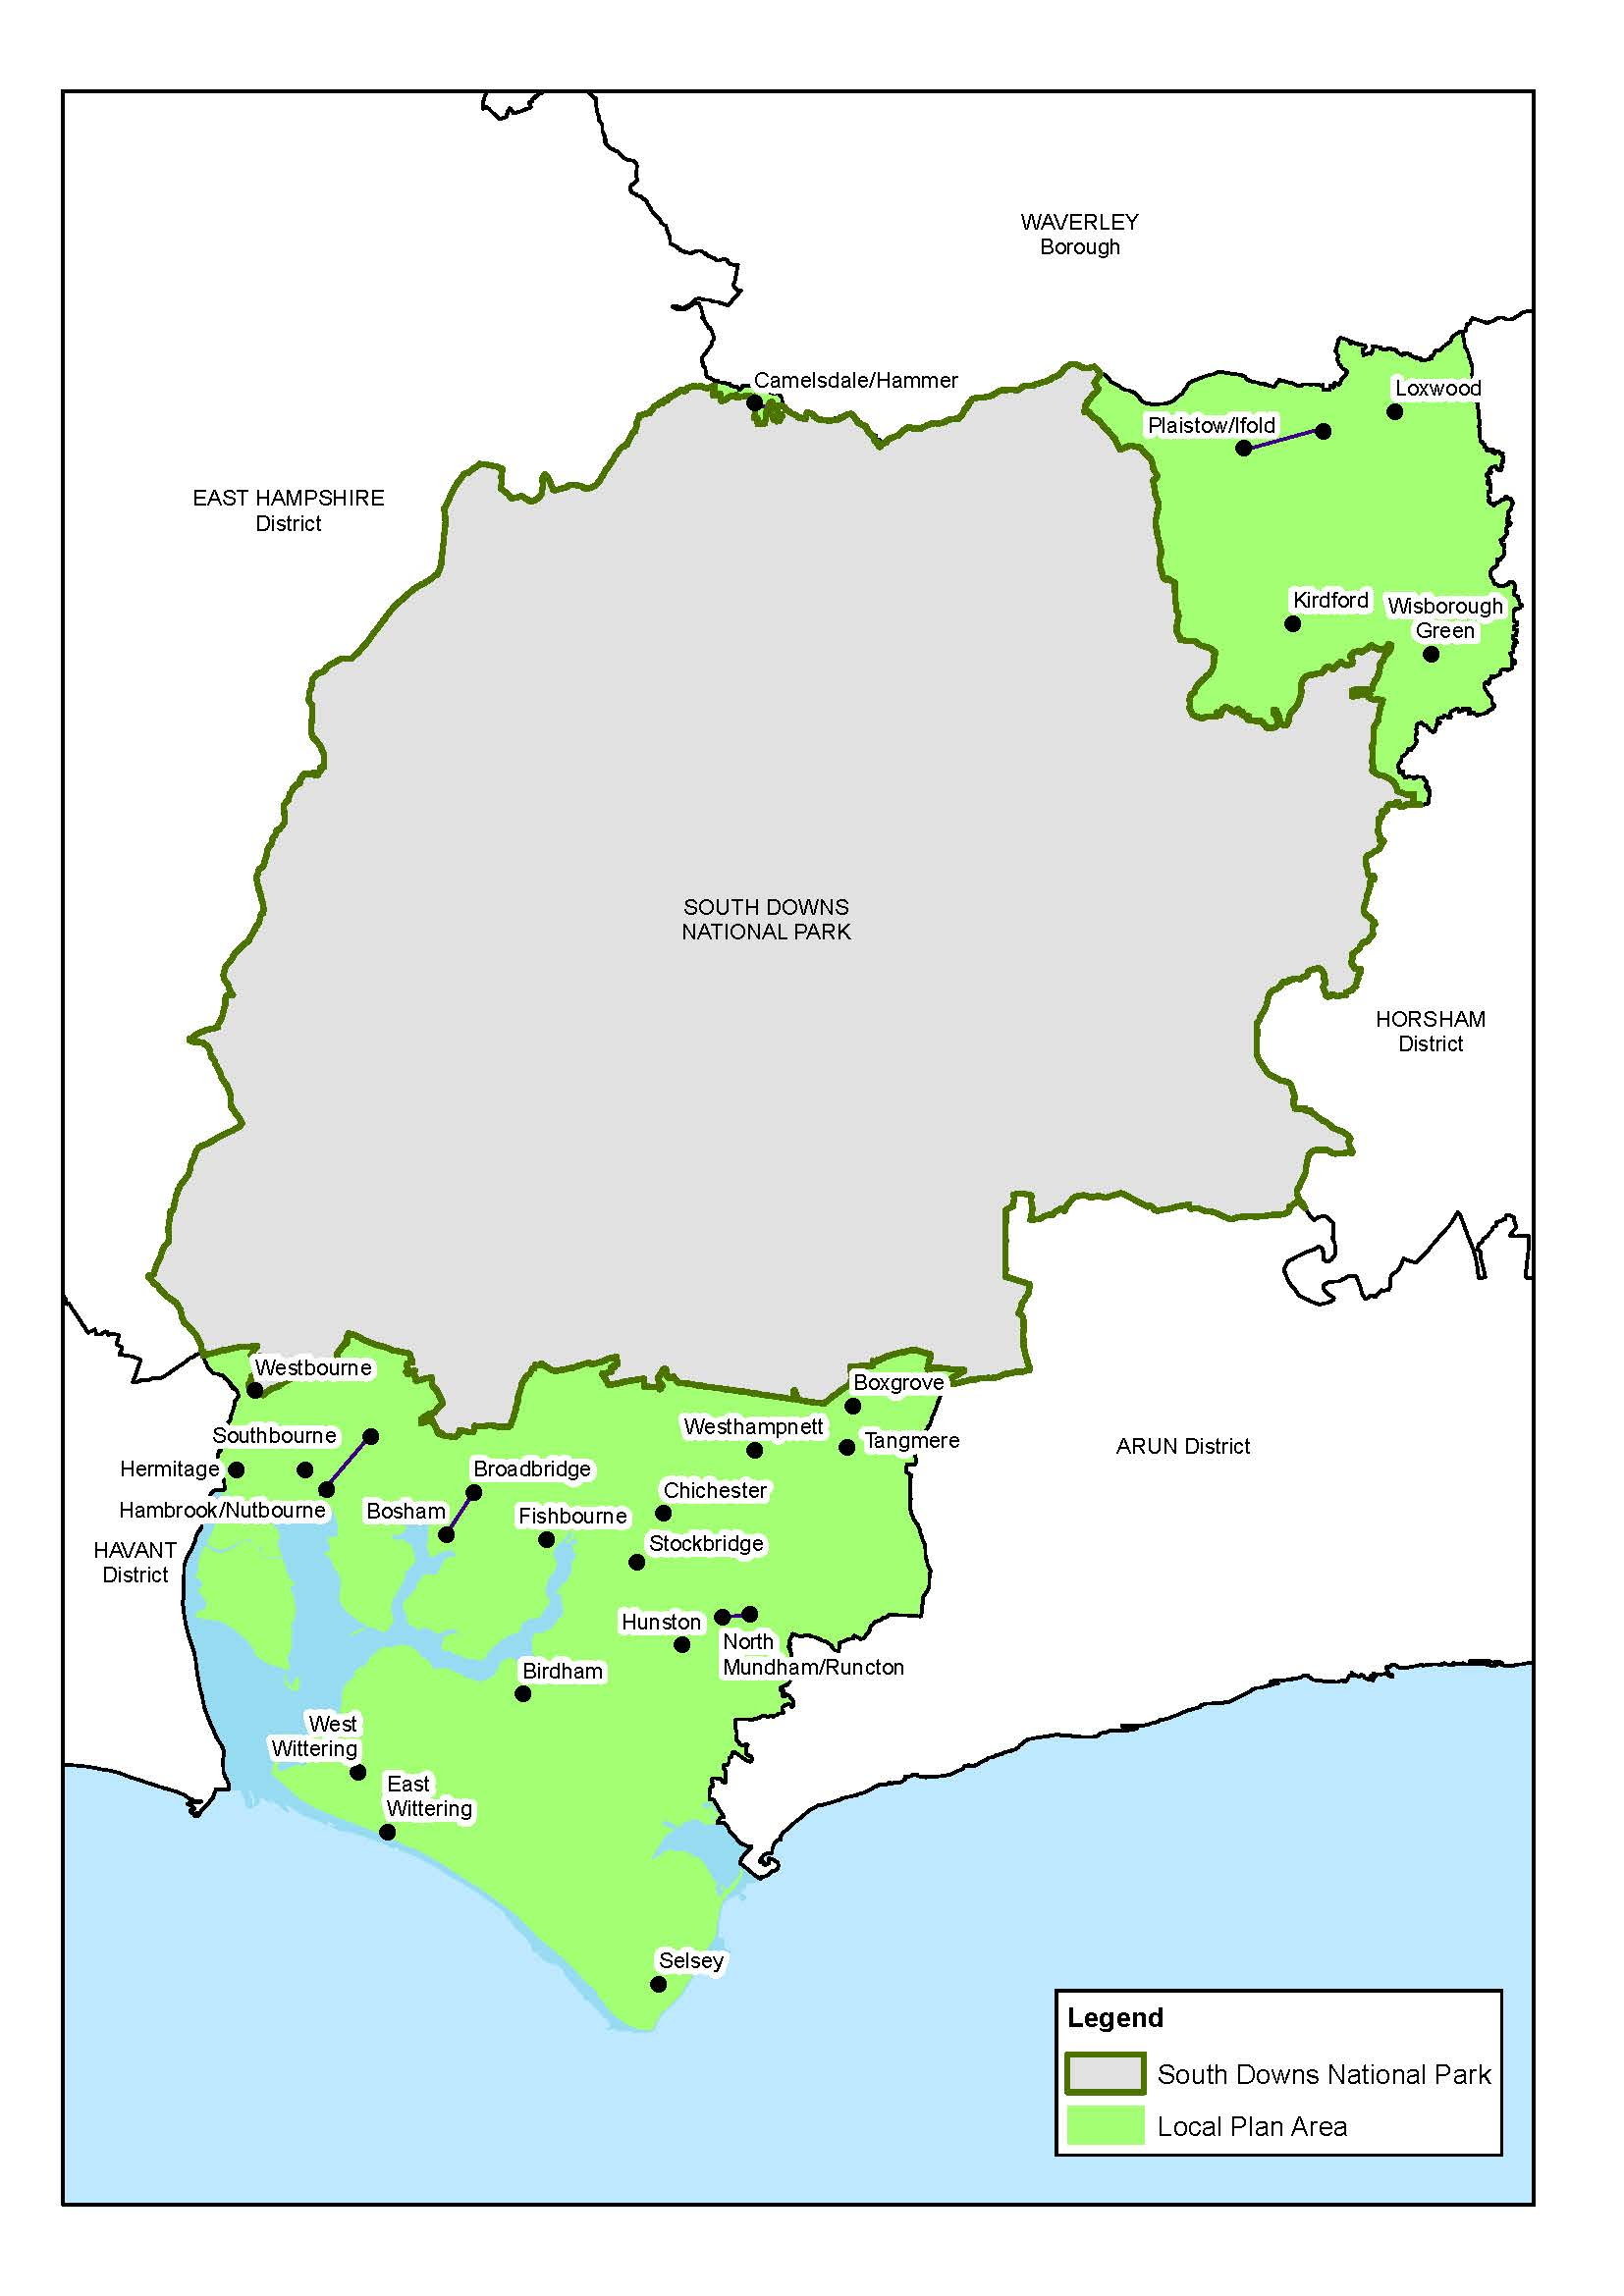 WAVERLEY
Borough
Camelsdale/Hammer
Loxwood
Plaistow/Ifold
EAST HAMPSHIRE
District
Kirdford
Wisborough
Green
SOUTH DOWNS
NATIONAL PARK
HORSHAM
District
Westbourne
Boxgrove
Southbourne
Westhampnett
Tangmere
ARUN District
Hermitage
Broadbridge
Chichester
Hambrook/Nutbourne
Bosham
Fishbourne
Stockbridge
HAVANT
District
Hunston
North
Mundham/Runcton
Birdham
West
Wittering
East
Wittering
Selsey
Legend
South Downs National Park
Local Plan Area